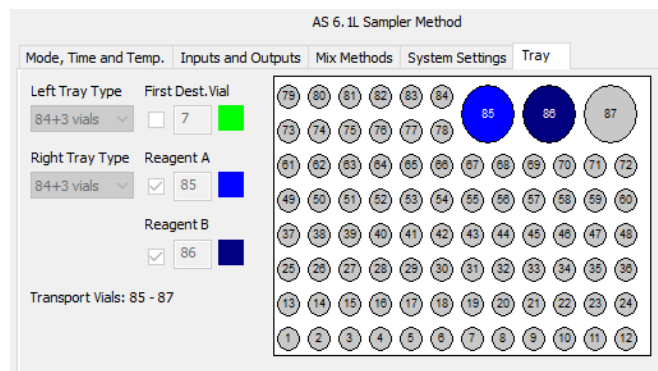 AS 6.1L Sampler Method
Mode, Time and Temp. Inputs and Outputs Mix Methods System Settings Tray
Left Tray Type First Dest.Vial
84+3 vials 7
Right Tray Type Reagent A
84+3 vials 85
Reagent B
86
Transport Vials: 85 - 87
79 80 81 82 83 84 85 86 87
73 74 75 76 77 78
61 62 63 64 65 66 67 68 69 70 71 72
49 50 51 52 53 54 55 56 57 58 59 60
37 38 39 40 41 42 43 44 45 46 47 48
25 26 27 28 29 30 31 32 33 34 35 36
13 14 15 16 17 18 19 20 21 22 23 24
1 2 3 4 5 6 7 8 9 10 11 12